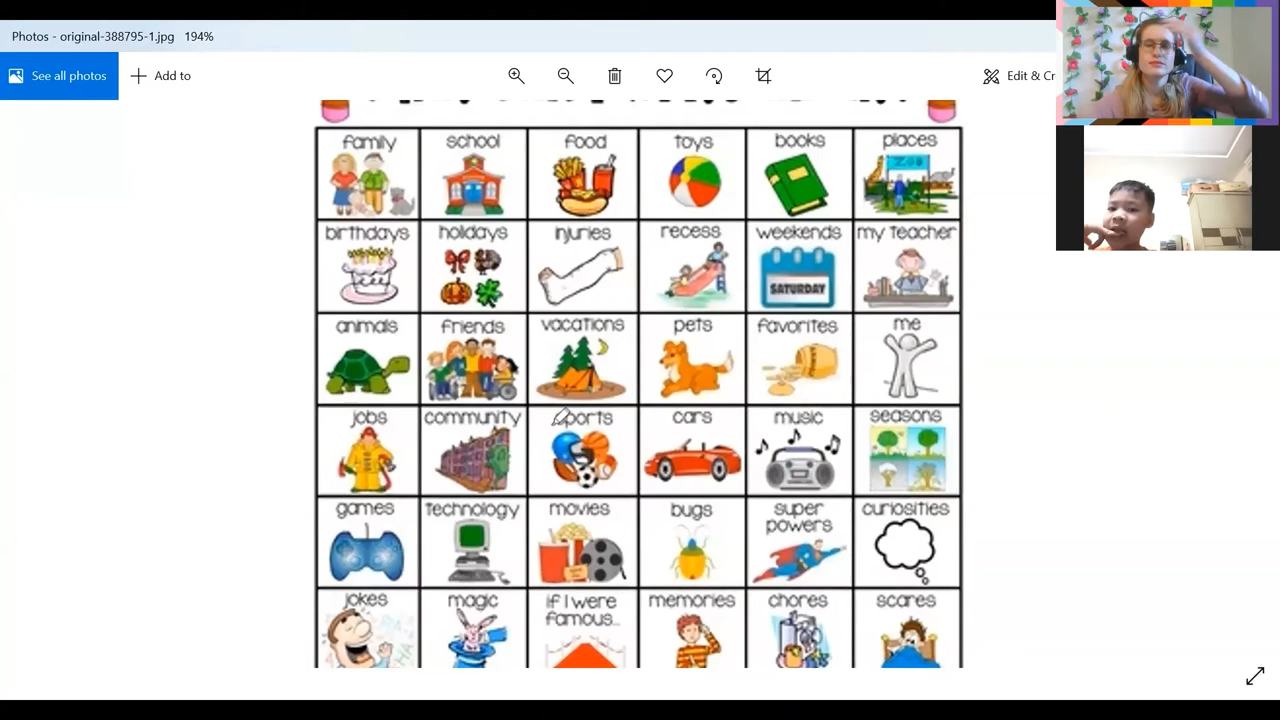 Photos - original-388795-1.jpg 194%
See all photos
Add to
Edit & Cr
family school food toys books places
ZOO
birthdays holidays injuries recess weekends my teacher
SATURDAY
animals friends vacations pets favorites me
jobs community sports cars music seasons
games technology movies bugs super powers curiosities
jokes magic if I were famous... memories chores scares
HA